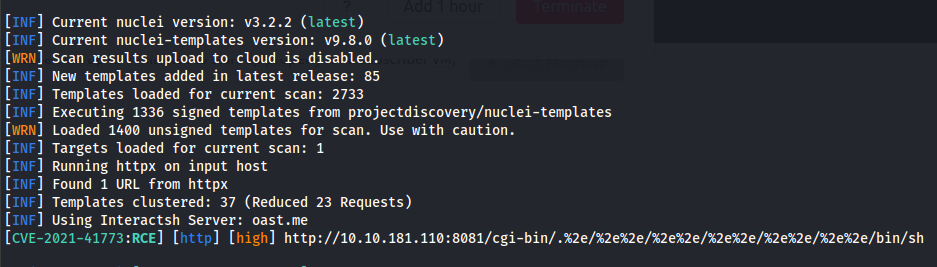 ? Add 1 hour Terminate
[INF] Current nuclei version: v3.2.2 (latest)
[INF] Current nuclei-templates version: v9.8.0 (latest)
[WRN] Scan results upload to cloud is disabled.
[INF] New templates added in latest release: 85
[INF] Templates loaded for current scan: 2733
[INF] Executing 1336 signed templates from projectdiscovery/nuclei-templates
[WRN] Loaded 1400 unsigned templates for scan. Use with caution.
[INF] Targets loaded for current scan: 1
[INF] Running httpx on input host
[INF] Found 1 URL from httpx
[INF] Templates clustered: 37 (Reduced 23 Requests)
[INF] Using Interactsh Server: oast.me
[CVE-2021-41773:RCE] [http] [high] http://10.10.181.110:8081/cgi-bin/.%2e/%2e%2e/%2e%2e/%2e%2e/%2e%2e/%2e%2e/bin/sh